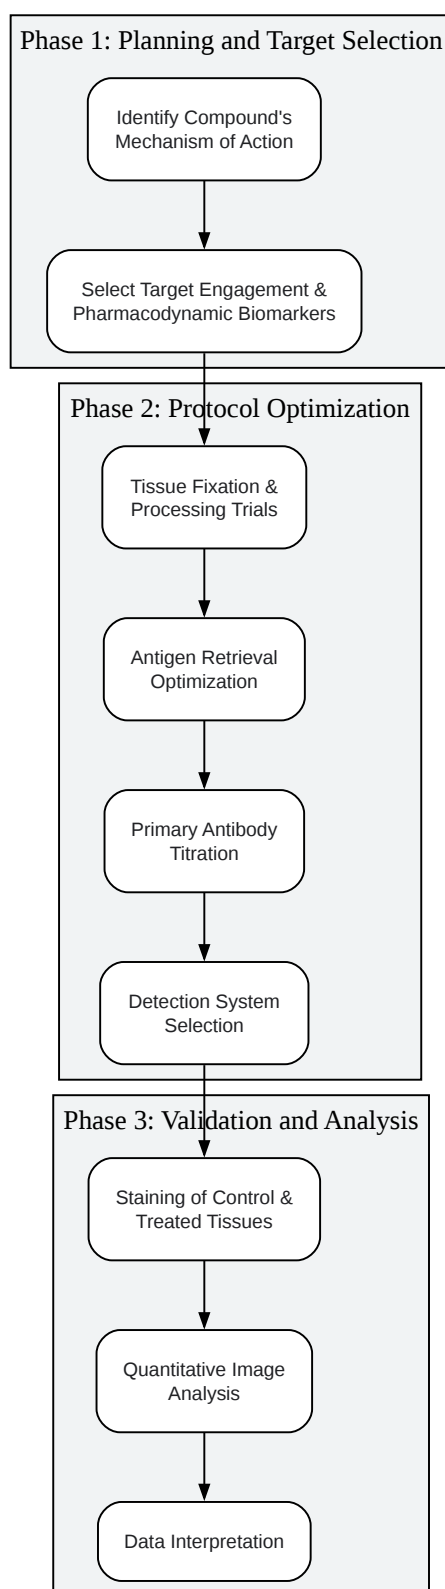 Phase 1: Planning and Target Selection
Identify Compound's
Mechanism of Action
Select Target Engagement &
Pharmacodynamic Biomarkers
Phase 2: Protocol Optimization
Tissue Fixation &
Processing Trials
Antigen Retrieval
Optimization
Primary Antibody
Titration
Detection System
Selection
Phase 3: Validation and Analysis
Staining of Control &
Treated Tissues
Quantitative Image
Analysis
Data Interpretation